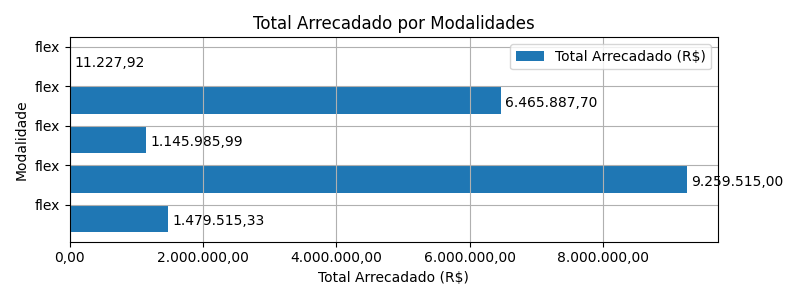 Total Arrecadado por Modalidades
Total Arrecadado (R$)
flex
11.227,92
flex
6.465.887,70
flex
1.145.985,99
flex
9.259.515,00
flex
1.479.515,33
Modalidade
0,00 2.000.000,00 4.000.000,00 6.000.000,00 8.000.000,00
Total Arrecadado (R$)